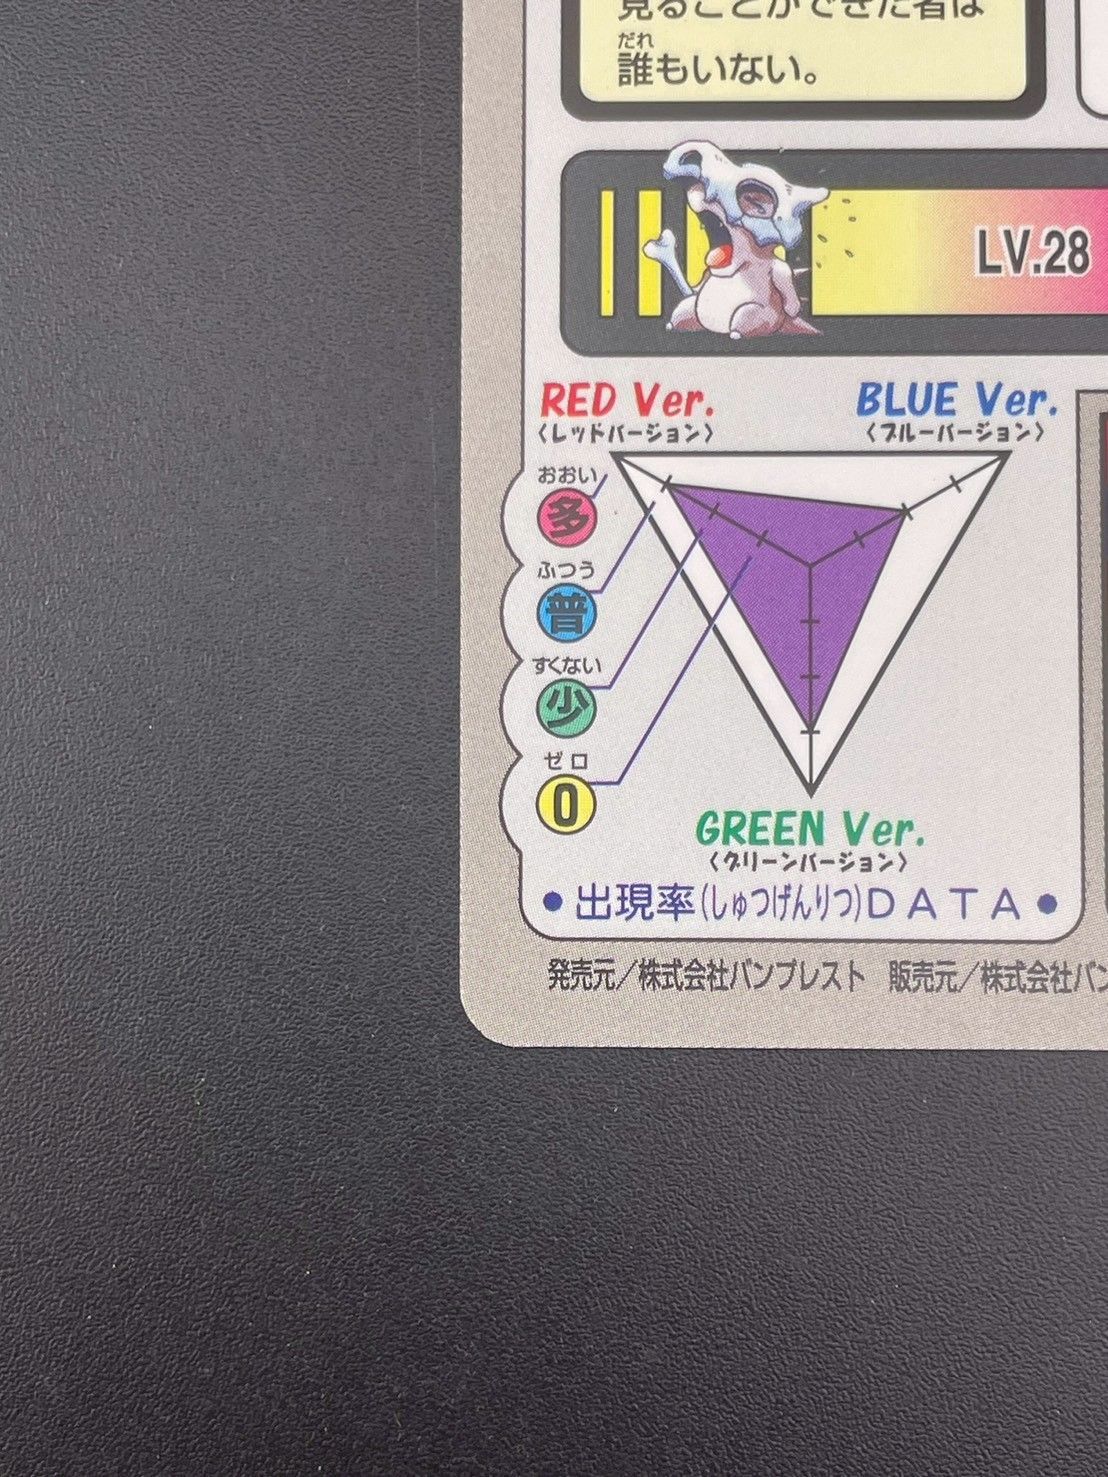 見ることができた者は
だれ
誰もいない。
LV.28
RED Ver.
〈レッドバージョン〉
BLUE Ver.
〈ブルーバージョン〉
おおい
多
ふつう
普
すくない
少
ゼロ
0
GREEN Ver.
〈グリーンバージョン〉
●出現率(しゅつげんりつ)DATA●
発売元/株式会社バンプレスト 販売元/株式会社バン